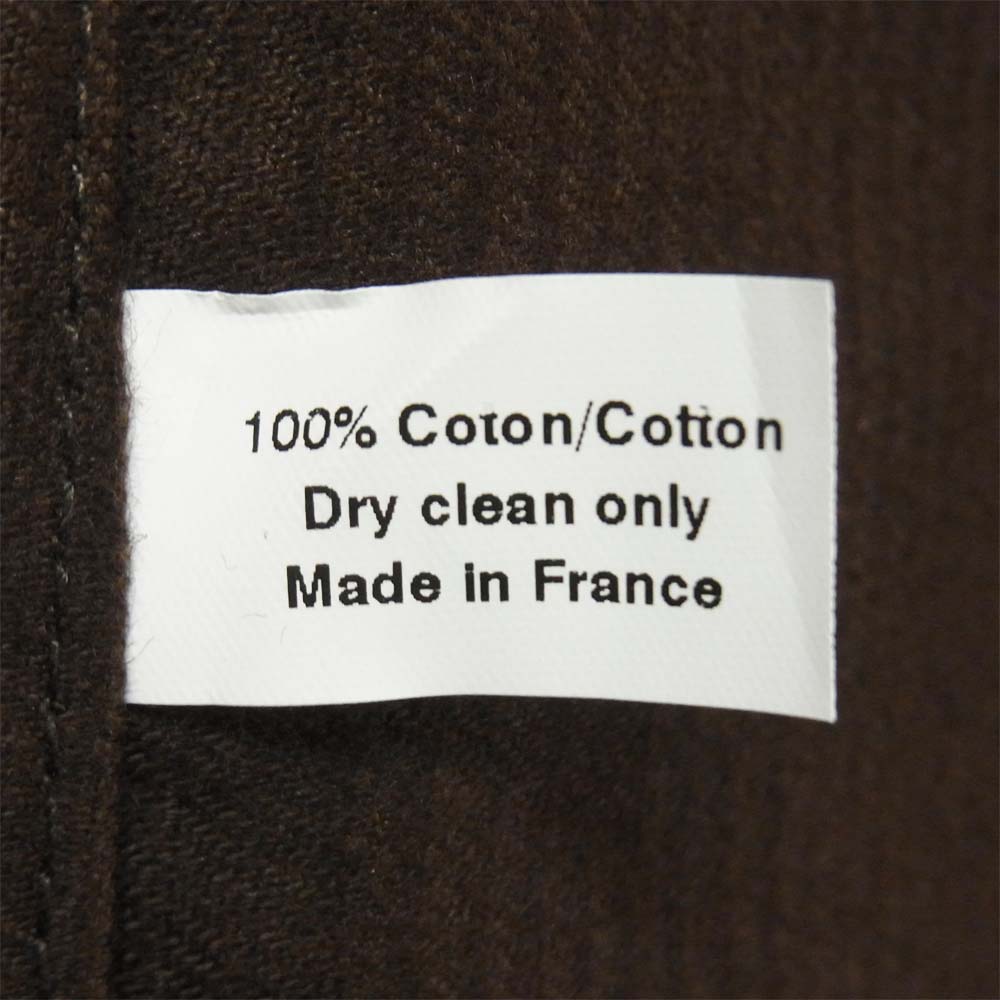 100% Coton/Cotton
Dry clean only
Made in France